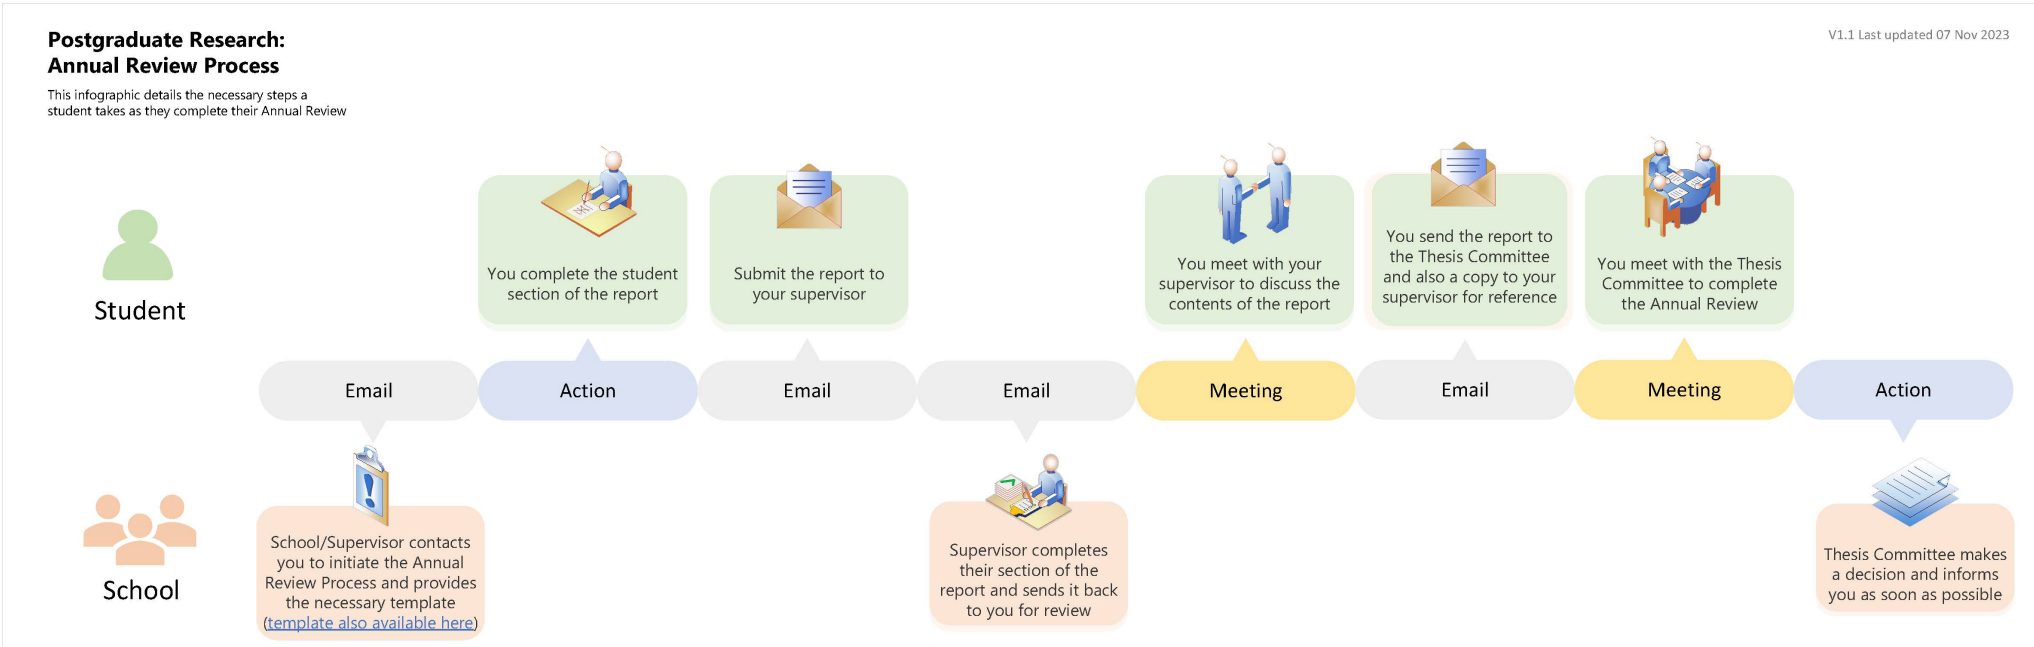 Postgraduate Research:
Annual Review Process
This infographic details the necessary steps a
student takes as they complete their Annual Review
V1.1 Last updated 07 Nov 2023
Student
You complete the student
section of the report
Submit the report to
your supervisor
You meet with your
supervisor to discuss the
contents of the report
You send the report to
the Thesis Committee
and also a copy to your
supervisor for reference
You meet with the Thesis
Committee to complete
the Annual Review
Email
Action
Email
Email
Meeting
Email
Meeting
Action
School
School/Supervisor contacts
you to initiate the Annual
Review Process and provides
the necessary template
(template also available here)
Supervisor completes
their section of the
report and sends it back
to you for review
Thesis Committee makes
a decision and informs
you as soon as possible